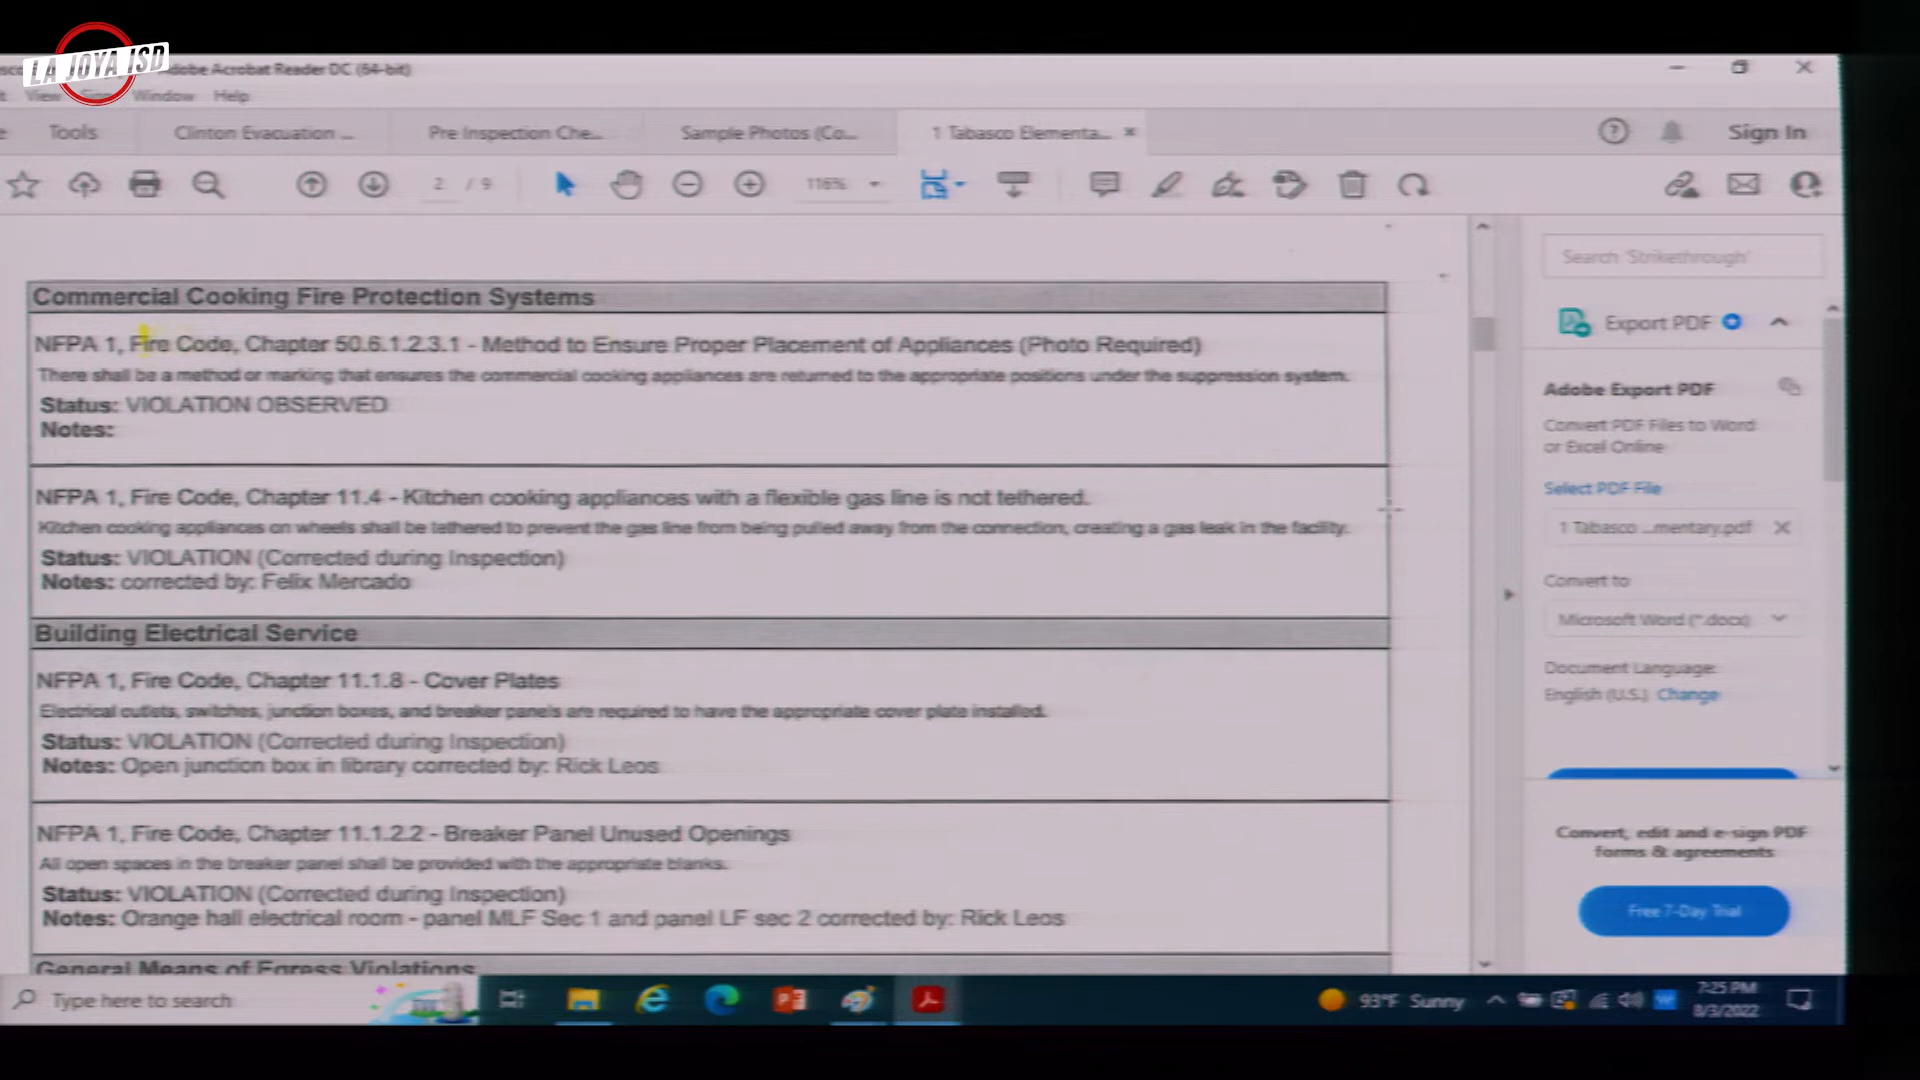 LA JOYA ISD
Adobe Acrobat Reader DC (64-bit)
View Sign Window Help
Tools Clinton Evacuation ... Pre Inspection Che... Sample Photos (Co... 1 Tabasco Elementa... × Sign In
2 / 9 116%
Search 'Strikethrough'
Commercial Cooking Fire Protection Systems
NFPA 1, Fire Code, Chapter 50.6.1.2.3.1 - Method to Ensure Proper Placement of Appliances (Photo Required)
There shall be a method or marking that ensures the commercial cooking appliances are returned to the appropriate positions under the suppression system.
Status: VIOLATION OBSERVED
Notes:
NFPA 1, Fire Code, Chapter 11.4 - Kitchen cooking appliances with a flexible gas line is not tethered.
Kitchen cooking appliances on wheels shall be tethered to prevent the gas line from being pulled away from the connection, creating a gas leak in the facility.
Status: VIOLATION (Corrected during Inspection)
Notes: corrected by: Felix Mercado
Building Electrical Service
NFPA 1, Fire Code, Chapter 11.1.8 - Cover Plates
Electrical outlets, switches, junction boxes, and breaker panels are required to have the appropriate cover plate installed.
Status: VIOLATION (Corrected during Inspection)
Notes: Open junction box in library corrected by: Rick Leos
NFPA 1, Fire Code, Chapter 11.1.2.2 - Breaker Panel Unused Openings
All open spaces in the breaker panel shall be provided with the appropriate blanks.
Status: VIOLATION (Corrected during Inspection)
Notes: Orange hall electrical room - panel MLF Sec 1 and panel LF sec 2 corrected by: Rick Leos
General Means of Egress Violations
Export PDF
Adobe Export PDF
Convert PDF Files to Word
or Excel Online
Select PDF File
1 Tabasco ...mentary.pdf ×
Convert to
Microsoft Word (*.docx)
Document Language:
English (U.S.) Change
Convert, edit and e-sign PDF
forms & agreements
Free 7-Day Trial
Type here to search
93°F Sunny
7:25 PM
8/3/2022